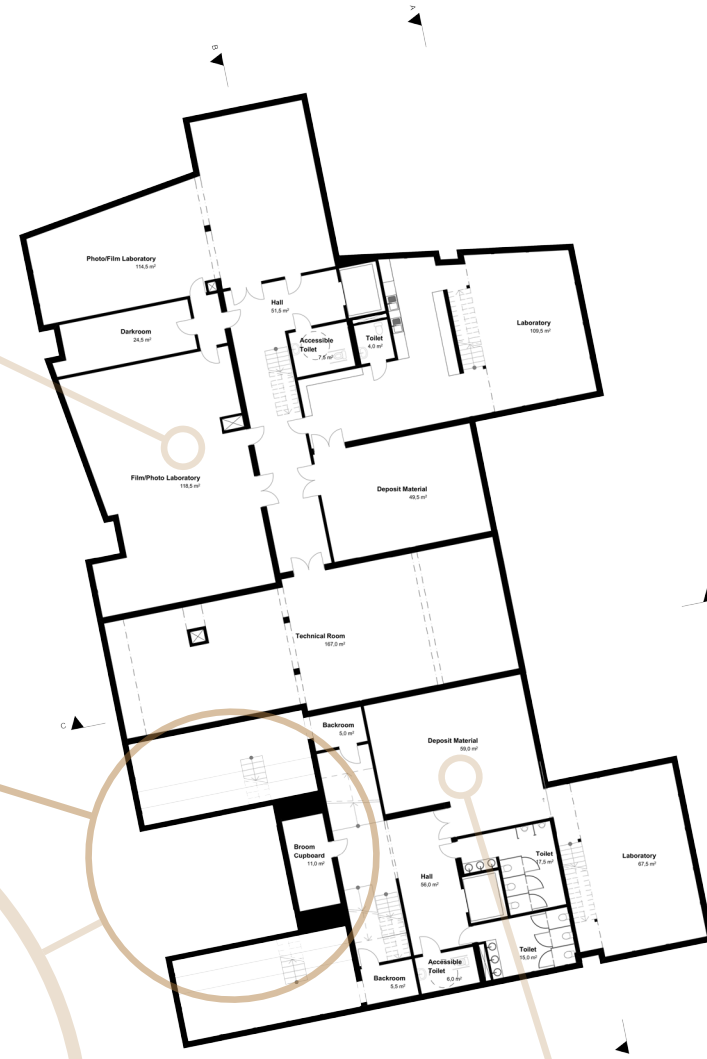 A
B
Photo/Film Laboratory
114,5 m²
Hall
51,5 m²
Darkroom
24,5 m²
Accessible
Toilet
7,5 m²
Toilet
4,0 m²
Laboratory
109,5 m²
Film/Photo Laboratory
118,5 m²
Deposit Material
49,5 m²
Technical Room
167,0 m²
C
Backroom
5,0 m²
Deposit Material
59,0 m²
Broom
Cupboard
11,0 m²
Hall
56,0 m²
Toilet
17,5 m²
Laboratory
67,5 m²
Toilet
15,0 m²
Accessible
Toilet
6,0 m²
Backroom
5,5 m²